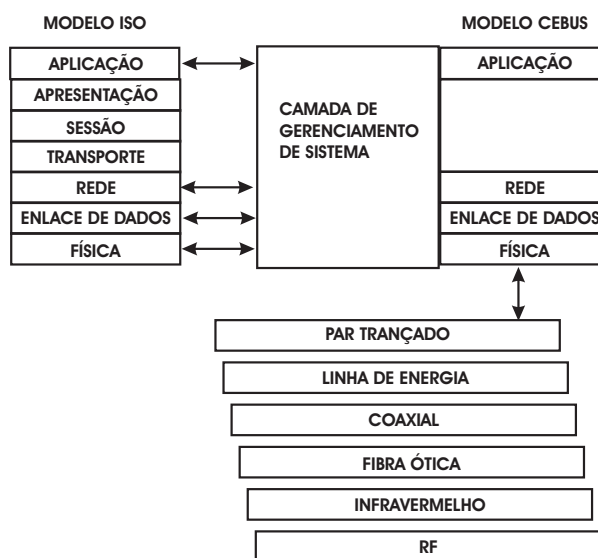 MODELO ISO
MODELO CEBUS
APLICAÇÃO
APRESENTAÇÃO
SESSÃO
TRANSPORTE
REDE
ENLACE DE DADOS
FÍSICA
CAMADA DE
GERENCIAMENTO
DE SISTEMA
APLICAÇÃO
REDE
ENLACE DE DADOS
FÍSICA
PAR TRANÇADO
LINHA DE ENERGIA
COAXIAL
FIBRA ÓTICA
INFRAVERMELHO
RF